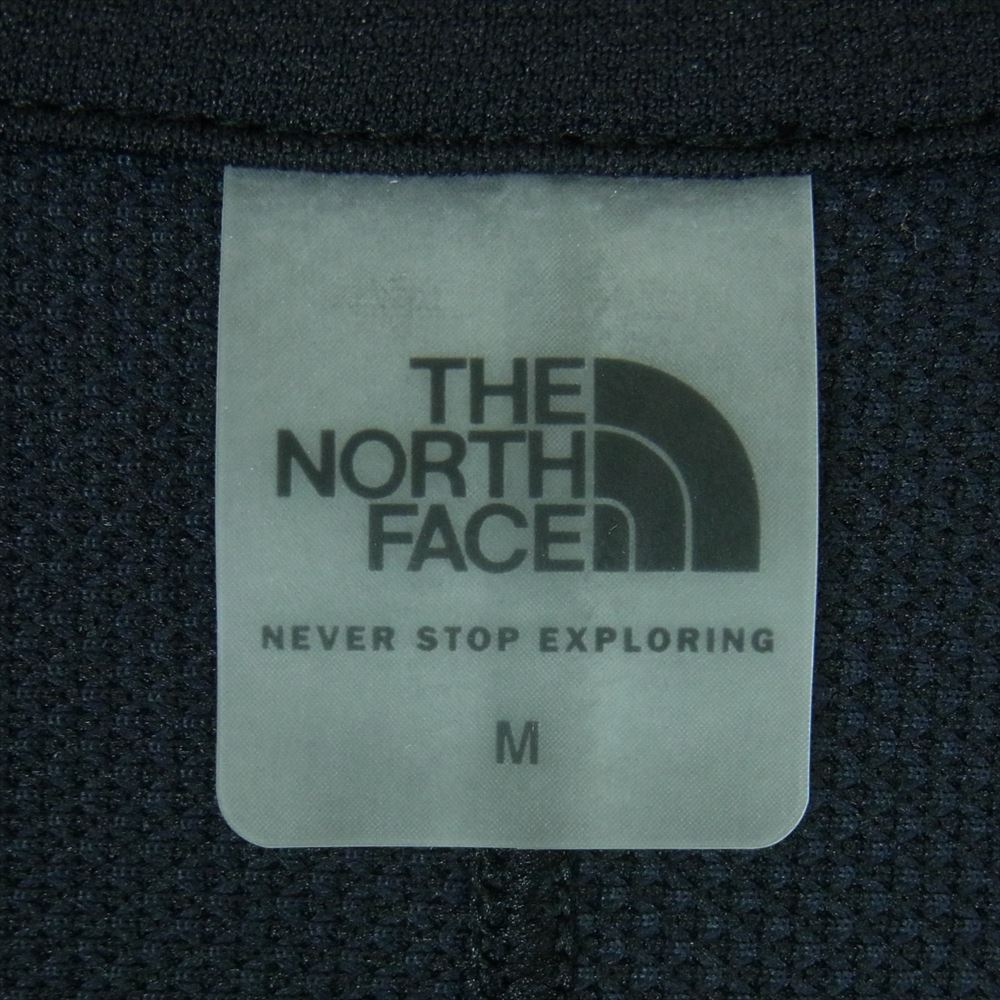 THE
NORTH
FACE
NEVER STOP EXPLORING
M